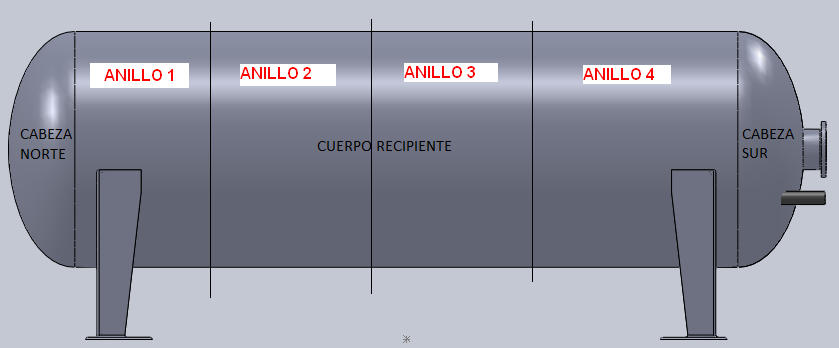 ANILLO 1
ANILLO 2
ANILLO 3
ANILLO 4
CABEZA
NORTE
CUERPO RECIPIENTE
CABEZA
SUR